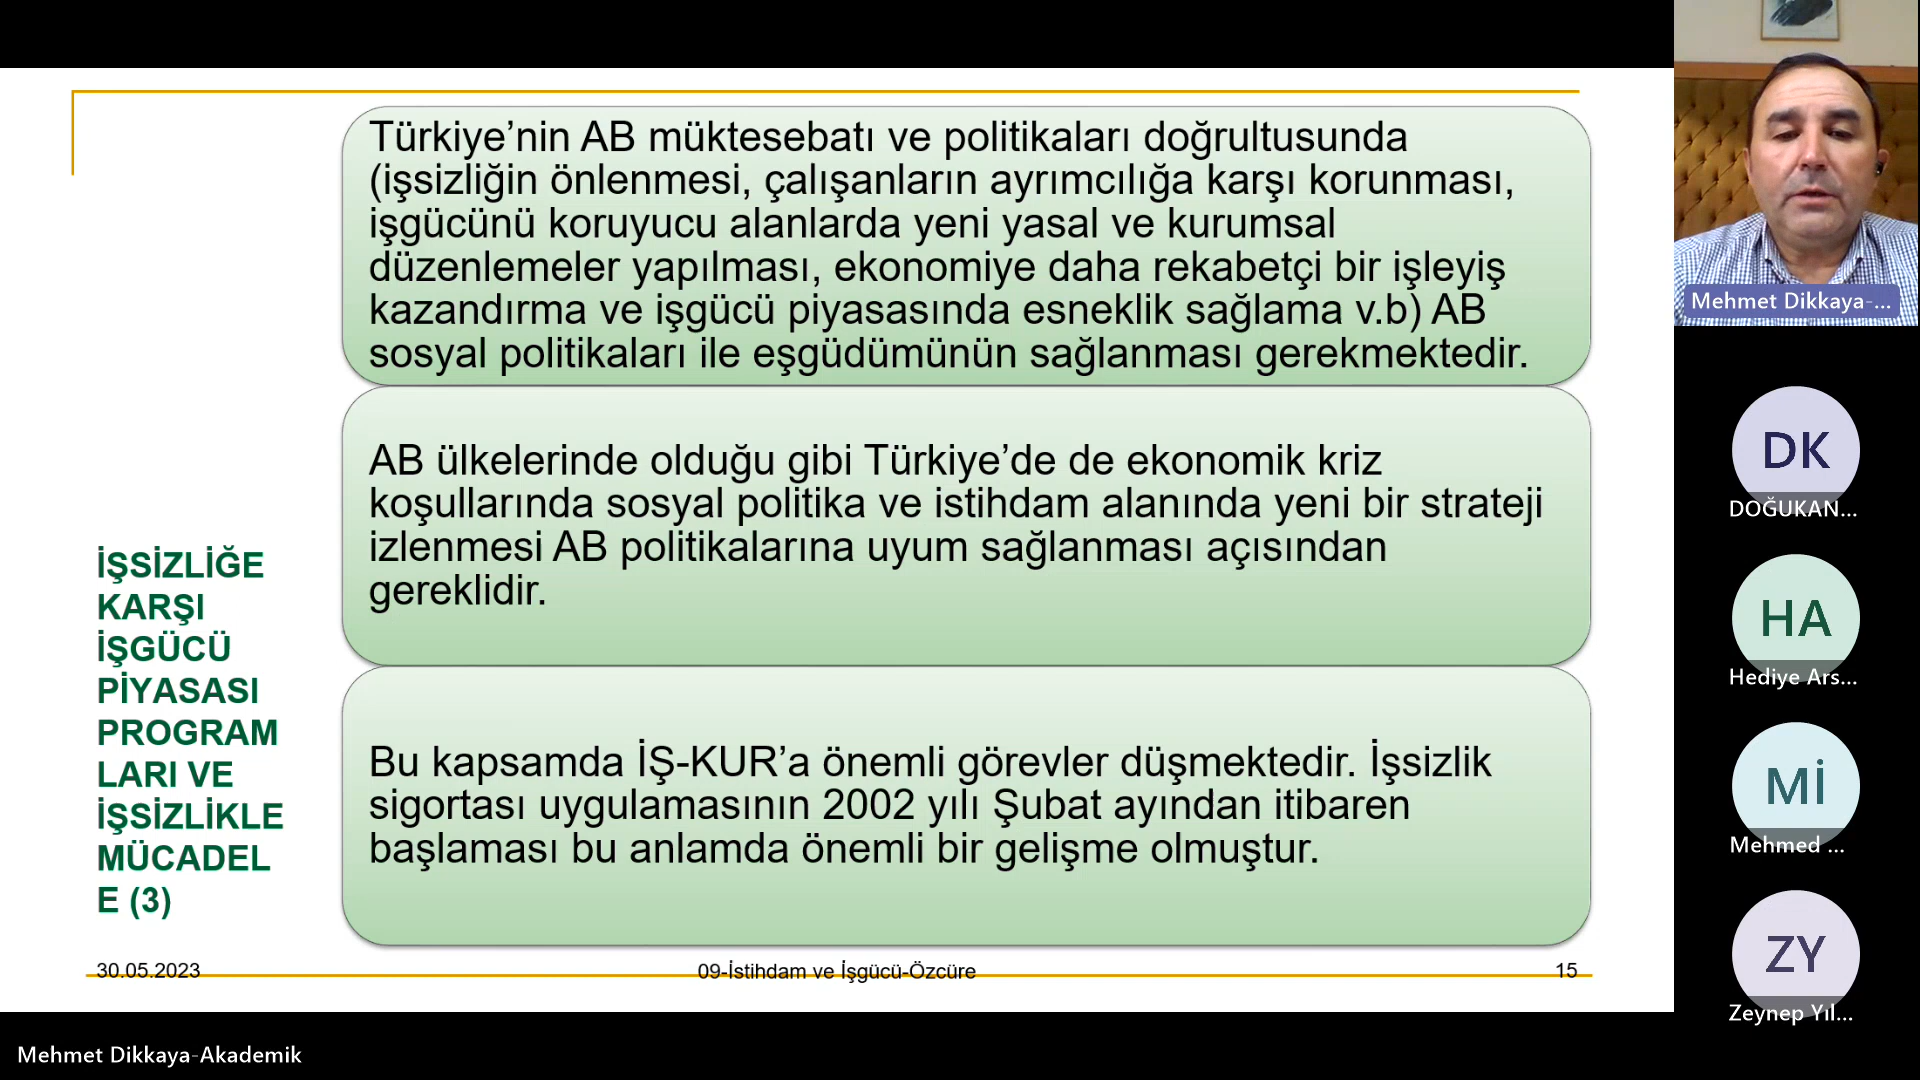 Türkiye’nin AB müktesebatı ve politikaları doğrultusunda
(işsizliğin önlenmesi, çalışanların ayrımcılığa karşı korunması,
işgücünü koruyucu alanlarda yeni yasal ve kurumsal
düzenlemeler yapılması, ekonomiye daha rekabetçi bir işleyiş
kazandırma ve işgücü piyasasında esneklik sağlama v.b) AB
sosyal politikaları ile eşgüdümünün sağlanması gerekmektedir.
AB ülkelerinde olduğu gibi Türkiye’de de ekonomik kriz
koşullarında sosyal politika ve istihdam alanında yeni bir strateji
izlenmesi AB politikalarına uyum sağlanması açısından
gereklidir.
Bu kapsamda İŞ-KUR’a önemli görevler düşmektedir. İşsizlik
sigortası uygulamasının 2002 yılı Şubat ayından itibaren
başlaması bu anlamda önemli bir gelişme olmuştur.
İŞSİZLİĞE
KARŞI
İŞGÜCÜ
PİYASASI
PROGRAM
LARI VE
İŞSİZLİKLE
MÜCADEL
E (3)
30.05.2023
09-İstihdam ve İşgücü-Özcüre
15
Mehmet Dikkaya-...
DK
DOĞUKAN...
HA
Hediye Ars...
Mİ
Mehmed ...
ZY
Zeynep Yıl...
Mehmet Dikkaya-Akademik